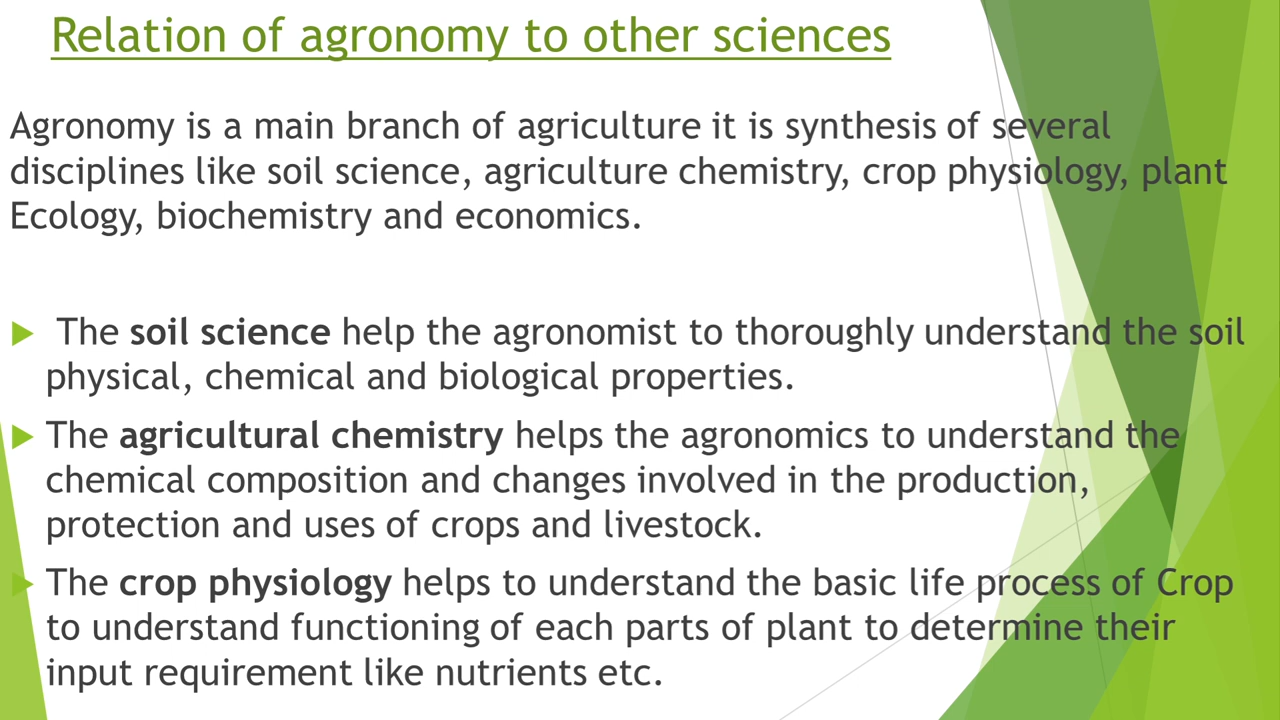 Relation of agronomy to other sciences
Agronomy is a main branch of agriculture it is synthesis of several
disciplines like soil science, agriculture chemistry, crop physiology, plant
Ecology, biochemistry and economics.
The soil science help the agronomist to thoroughly understand the soil
physical, chemical and biological properties.
The agricultural chemistry helps the agronomics to understand the
chemical composition and changes involved in the production,
protection and uses of crops and livestock.
The crop physiology helps to understand the basic life process of Crop
to understand functioning of each parts of plant to determine their
input requirement like nutrients etc.